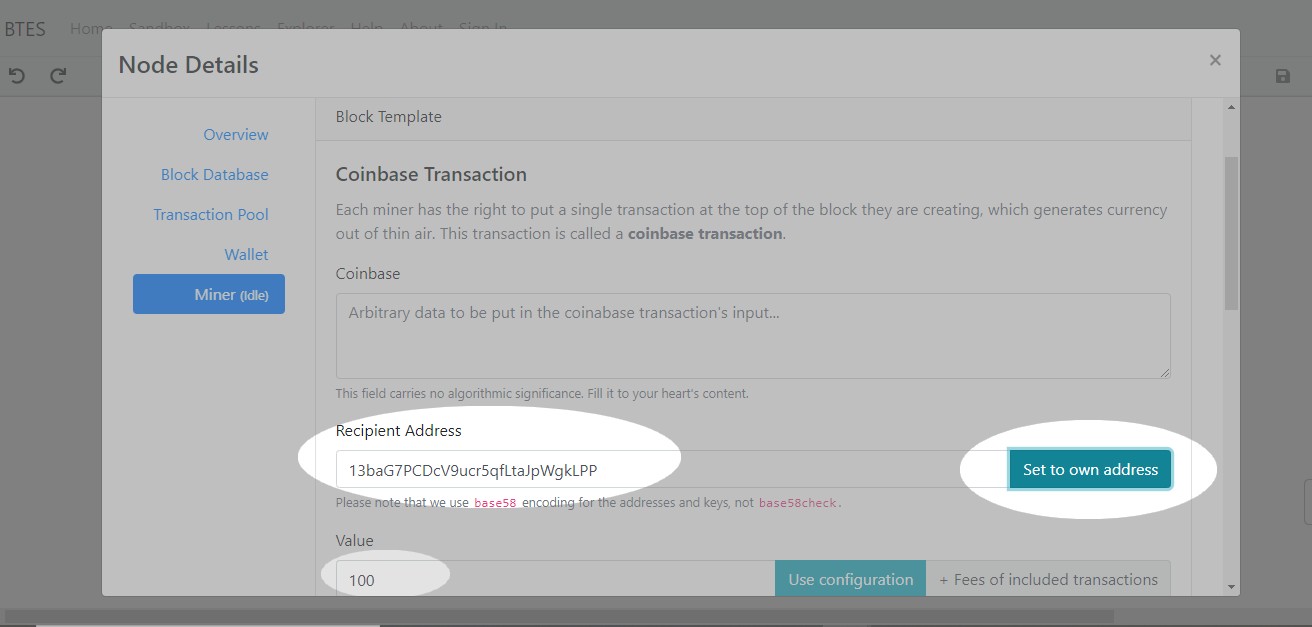 BTES Home Sandbox Lessons Explorer Help About Sign In
Node Details ×
Overview
Block Database
Transaction Pool
Wallet
Miner (Idle)
Block Template
Coinbase Transaction
Each miner has the right to put a single transaction at the top of the block they are creating, which generates currency
out of thin air. This transaction is called a coinbase transaction.
Coinbase
Arbitrary data to be put in the coinabase transaction's input...
This field carries no algorithmic significance. Fill it to your heart's content.
Recipient Address
13baG7PCDcV9ucr5qfLtaJpWgkLPP Set to own address
Please note that we use base58 encoding for the addresses and keys, not base58check.
Value
100 Use configuration + Fees of included transactions